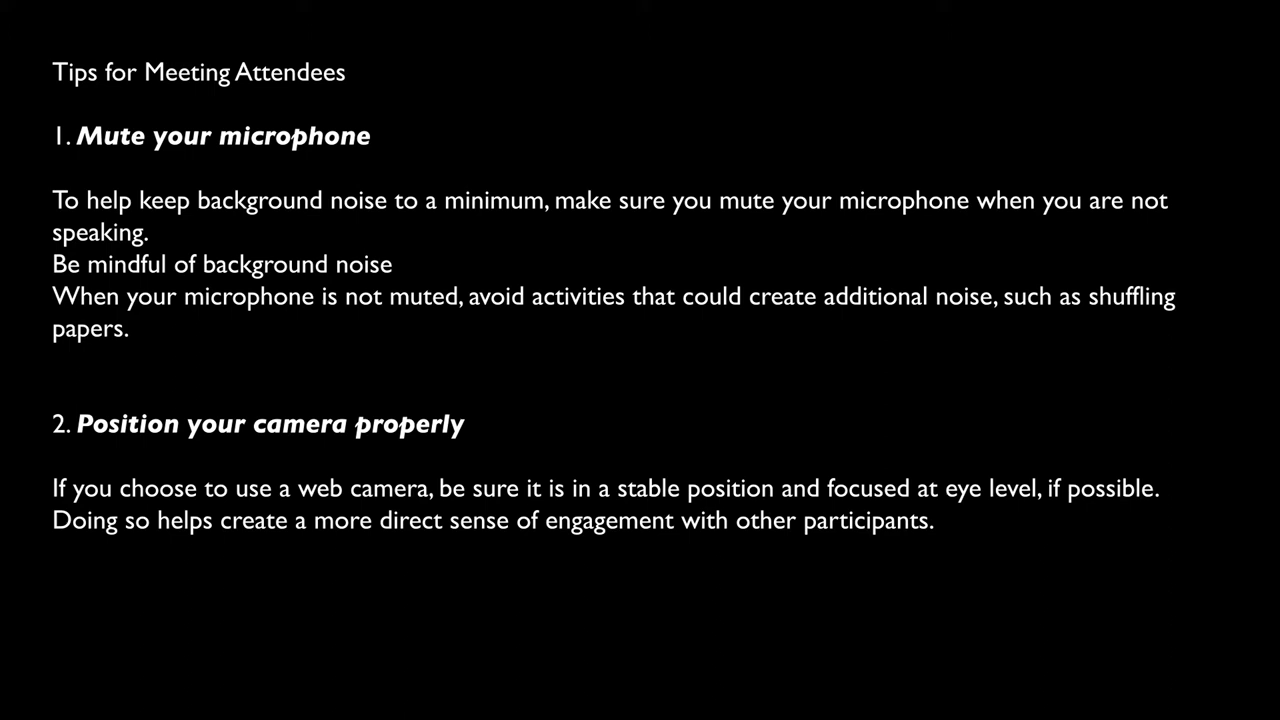 Tips for Meeting Attendees
1. Mute your microphone
To help keep background noise to a minimum, make sure you mute your microphone when you are not
speaking.
Be mindful of background noise
When your microphone is not muted, avoid activities that could create additional noise, such as shuffling
papers.
2. Position your camera properly
If you choose to use a web camera, be sure it is in a stable position and focused at eye level, if possible.
Doing so helps create a more direct sense of engagement with other participants.